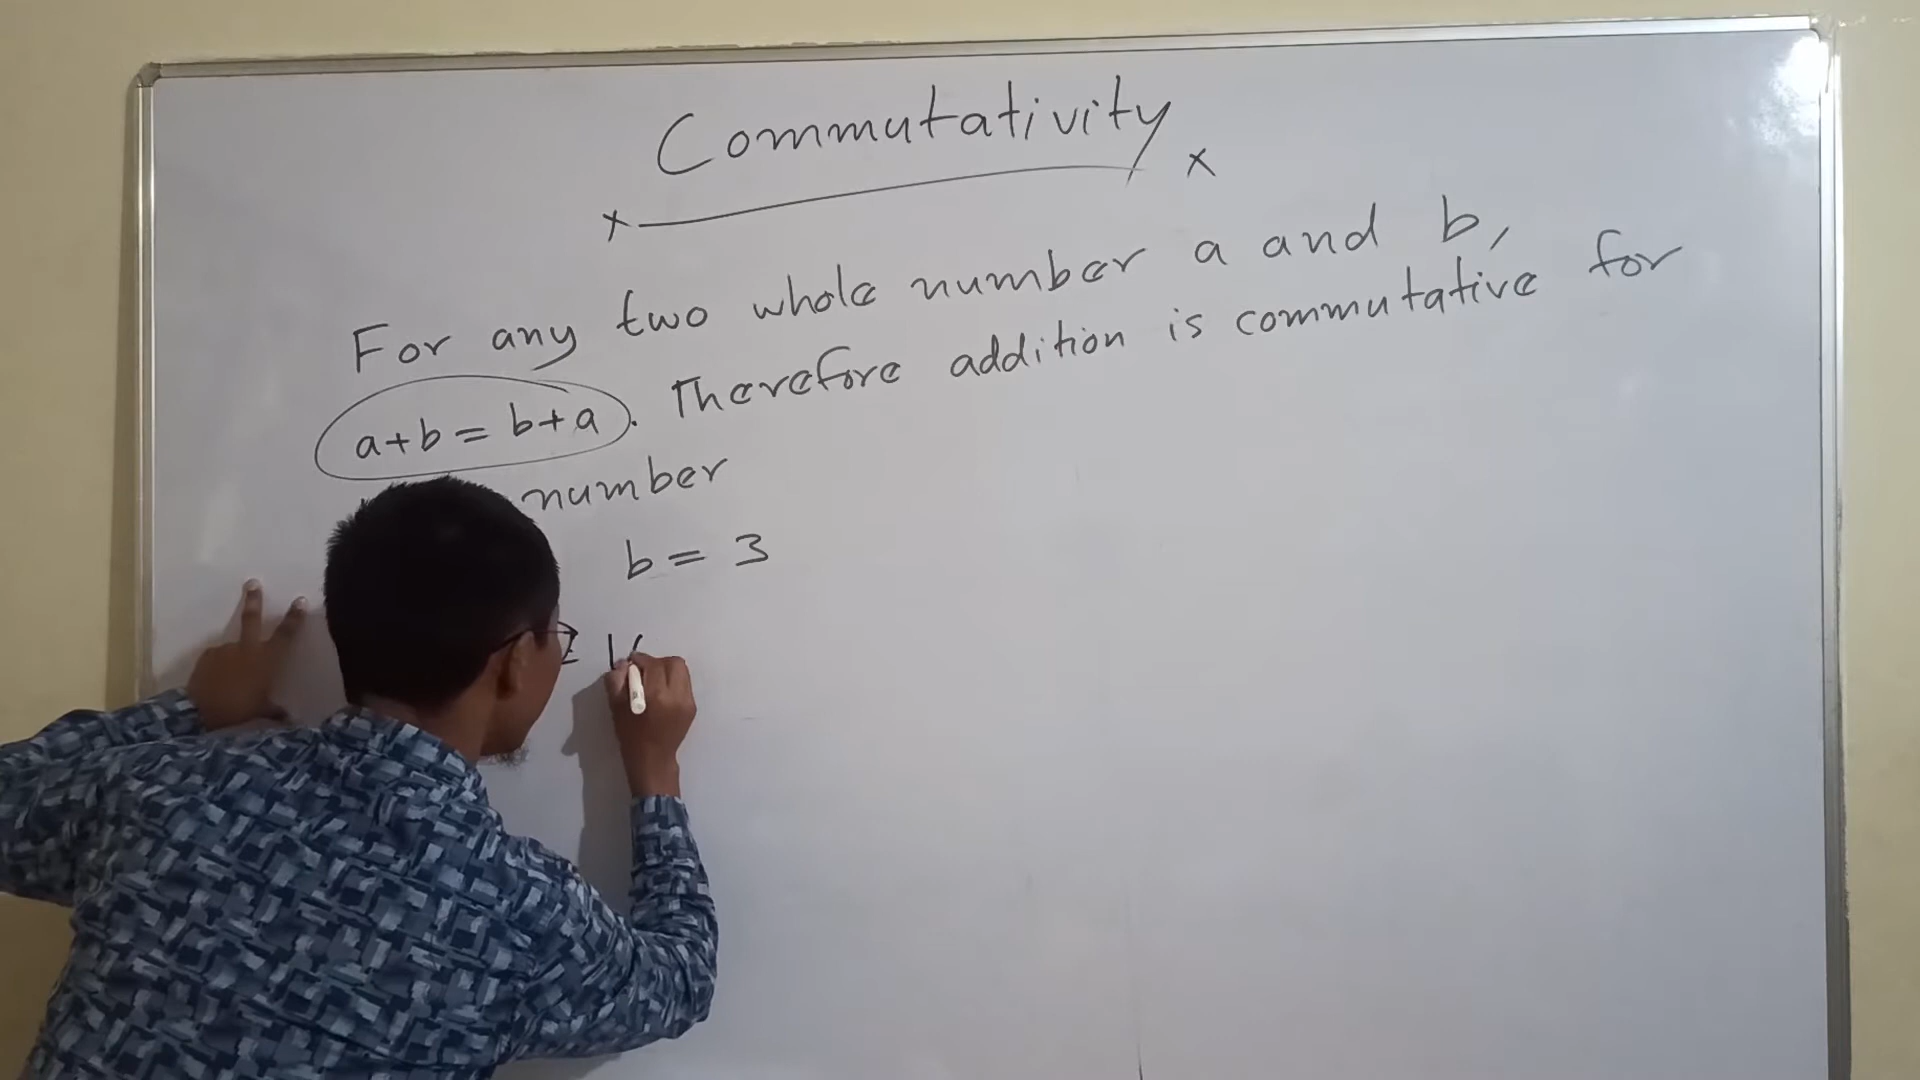 Commutativity
x x
For any two whole number a and b,
a+b = b+a. Therefore addition is commutative for
number
b = 3